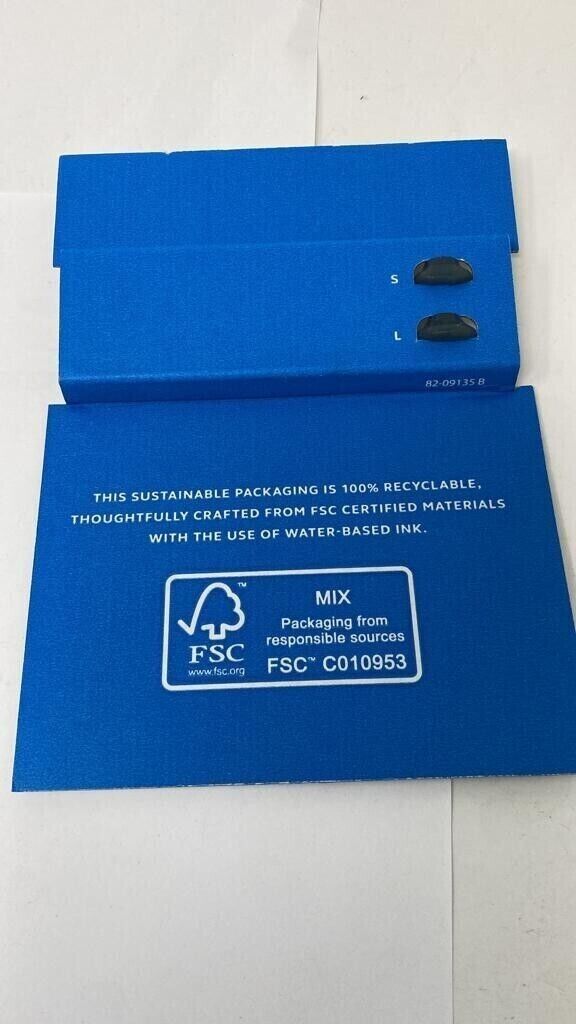 S
L
82-09135 B
THIS SUSTAINABLE PACKAGING IS 100% RECYCLABLE,
THOUGHTFULLY CRAFTED FROM FSC CERTIFIED MATERIALS
WITH THE USE OF WATER-BASED INK.
™
FSC
www.fsc.org
MIX
Packaging from
responsible sources
FSC™ C010953